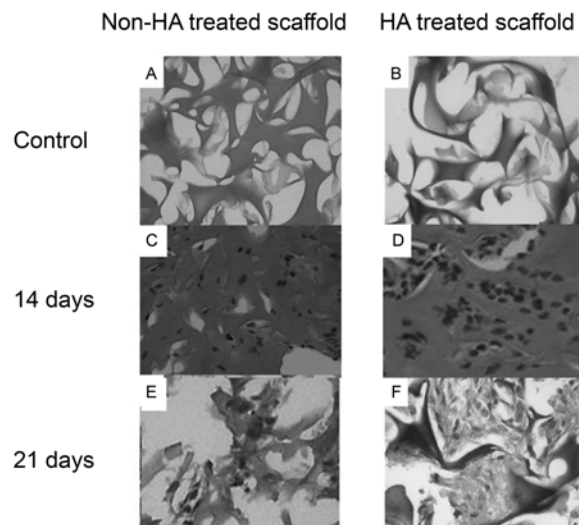 Non-HA treated scaffold HA treated scaffold
A B
Control
C D
14 days
E F
21 days